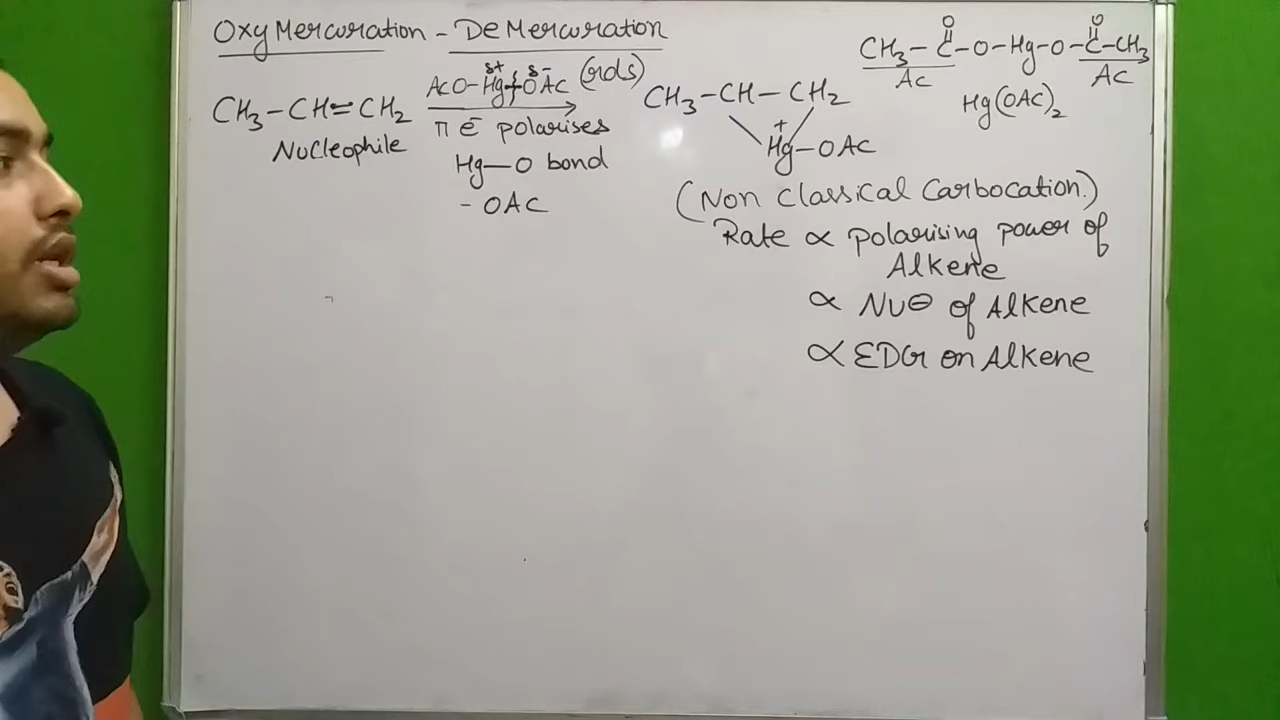 OxyMercuration - DeMercuration
O O
CH3 - C - O - Hg - O - C - CH3
Ac Ac
Hg(OAc)2
δ+ δ- (rds)
AcO - Hg - OAc
CH3 - CH = CH2
Nucleophile
π e- polarises
Hg — O bond
- OAc
CH3 - CH - CH2
+
Hg - OAc
(Non Classical Carbocation)
Rate ∝ polarising power of
Alkene
∝ Nu⊖ of Alkene
∝ EDG on Alkene